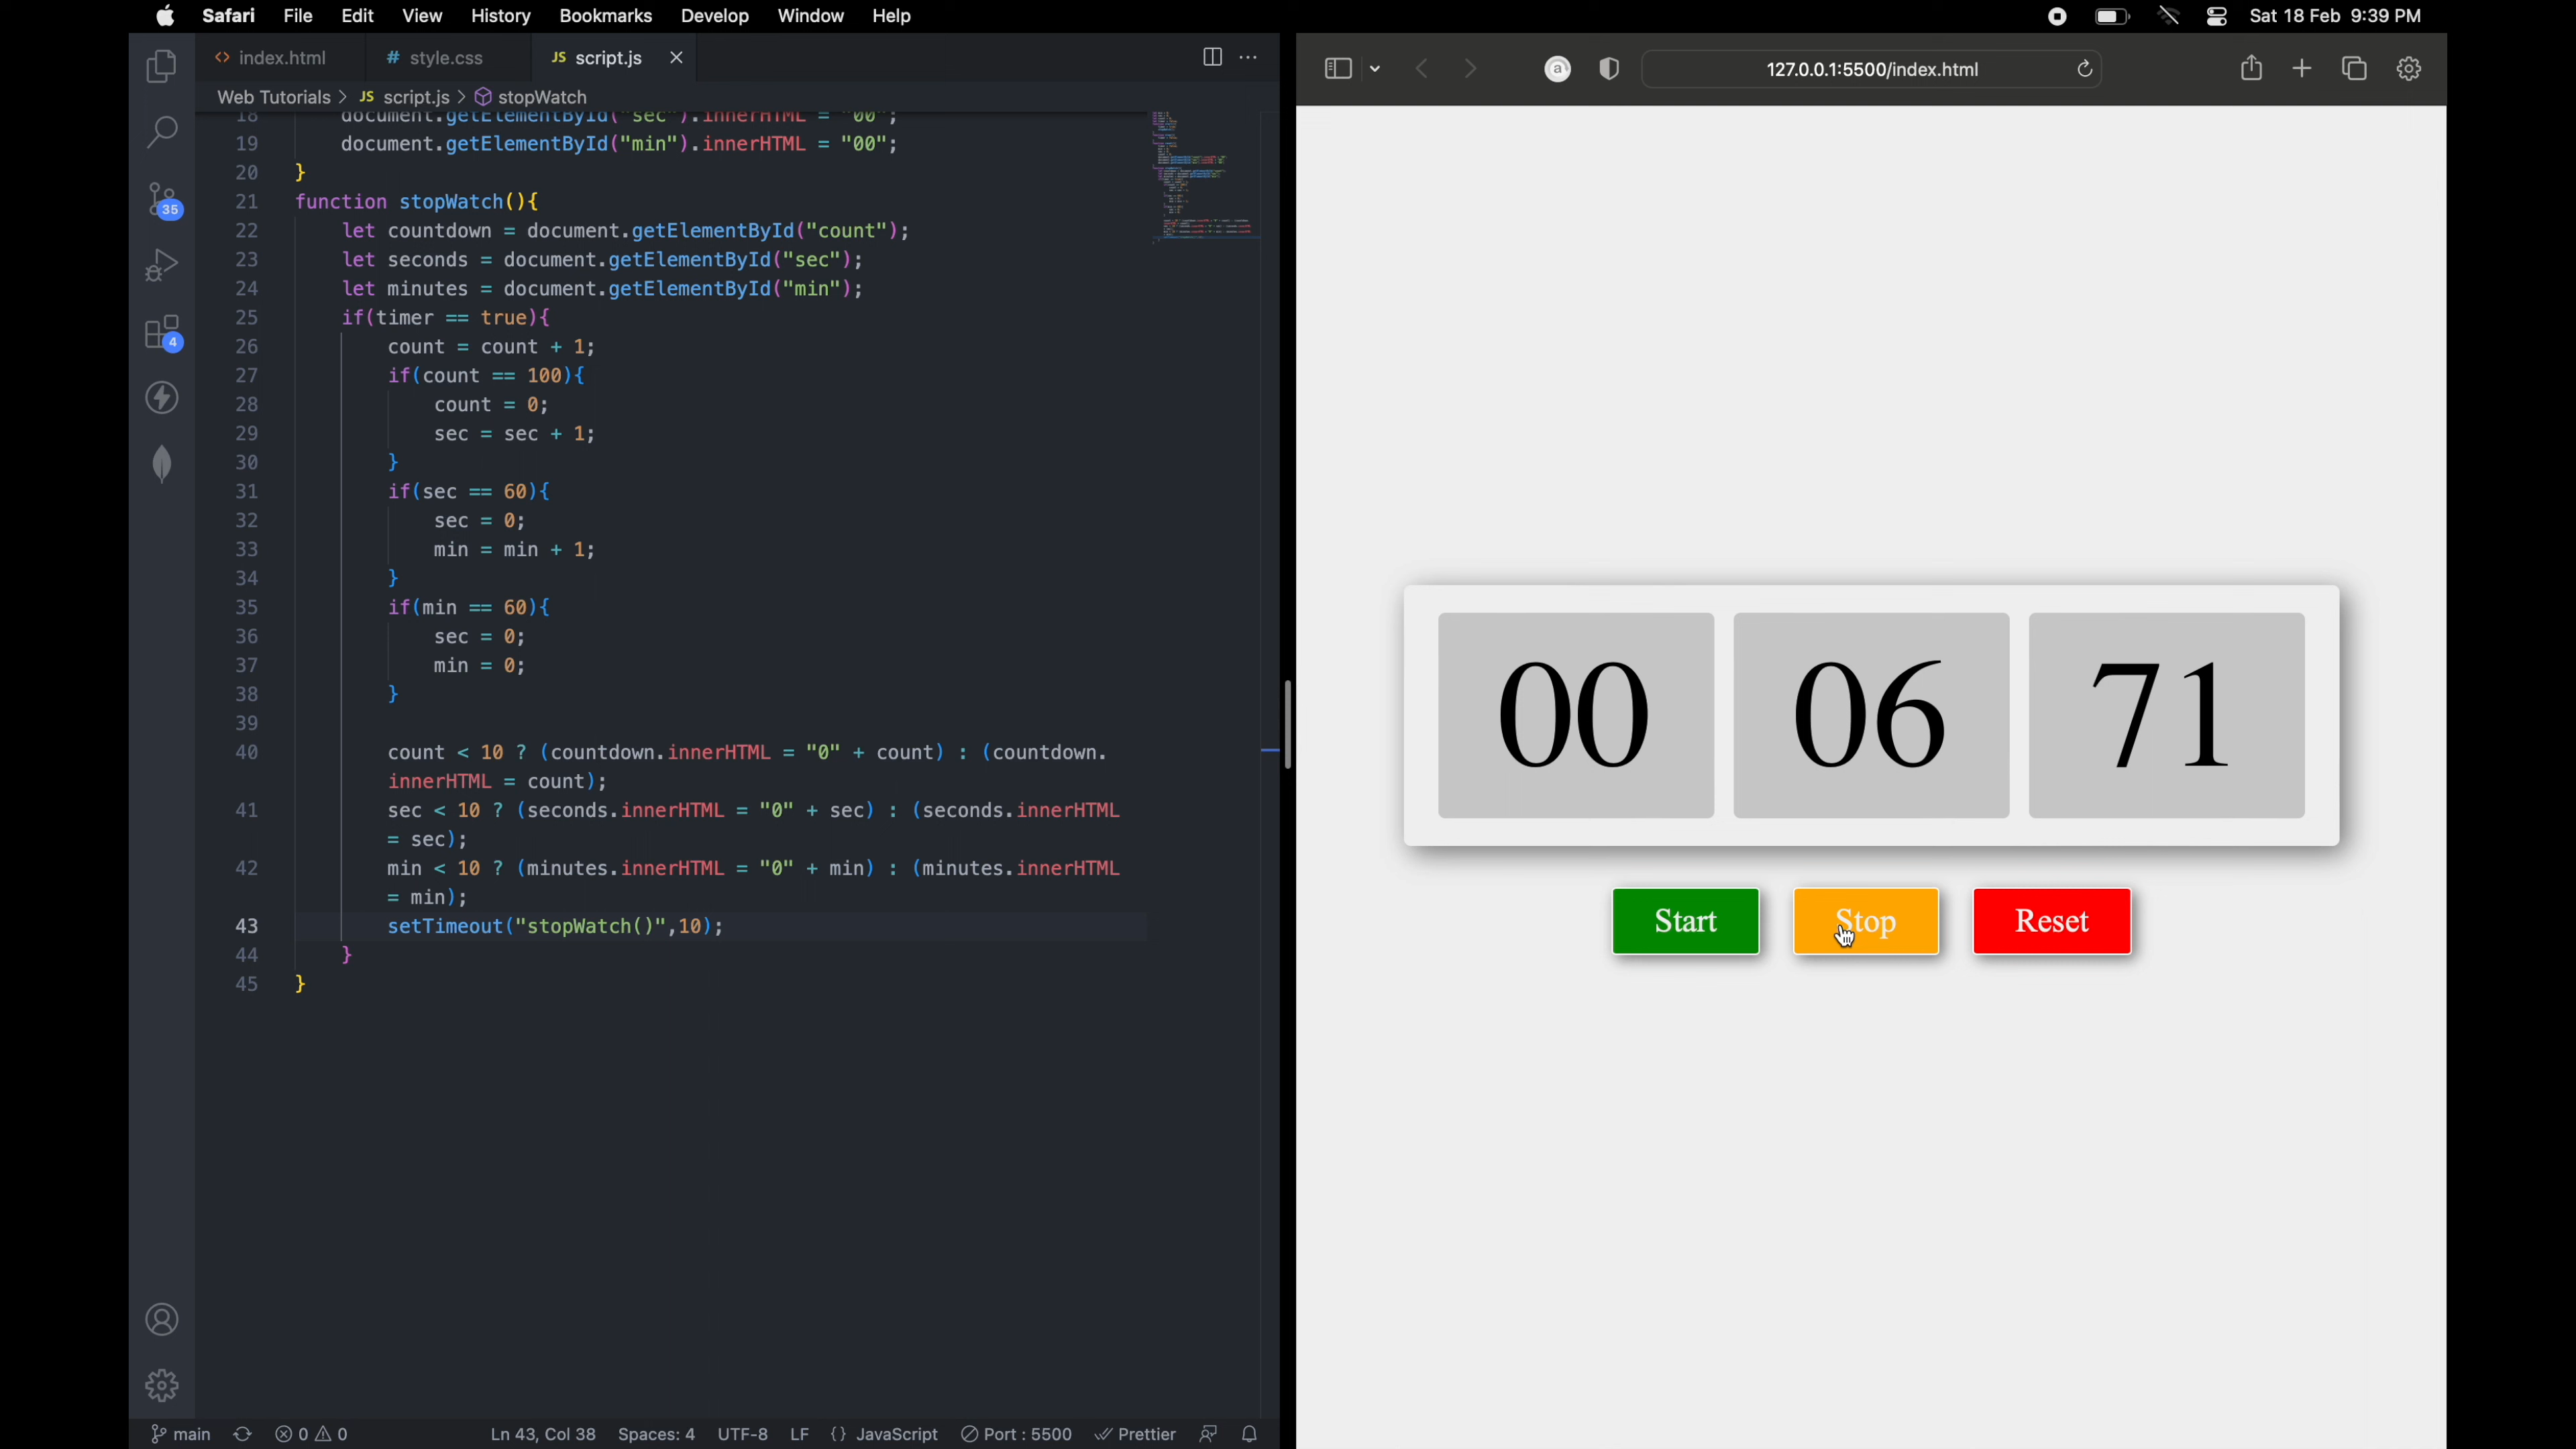 Safari File Edit View History Bookmarks Develop Window Help Sat 18 Feb 9:39 PM
<> index.html # style.css JS script.js
Web Tutorials > JS script.js > stopWatch
18 document.getElementById("sec").innerHTML = "00";
19 document.getElementById("min").innerHTML = "00";
20 }
21 function stopWatch(){
22 let countdown = document.getElementById("count");
23 let seconds = document.getElementById("sec");
24 let minutes = document.getElementById("min");
25 if(timer == true){
26 count = count + 1;
27 if(count == 100){
28 count = 0;
29 sec = sec + 1;
30 }
31 if(sec == 60){
32 sec = 0;
33 min = min + 1;
34 }
35 if(min == 60){
36 sec = 0;
37 min = 0;
38 }
39
40 count < 10 ? (countdown.innerHTML = "0" + count) : (countdown.
innerHTML = count);
41 sec < 10 ? (seconds.innerHTML = "0" + sec) : (seconds.innerHTML
= sec);
42 min < 10 ? (minutes.innerHTML = "0" + min) : (minutes.innerHTML
= min);
43 setTimeout("stopWatch()",10);
44 }
45 }
35
4
main 0 0 Ln 43, Col 38 Spaces: 4 UTF-8 LF {} JavaScript Port : 5500 Prettier
a 127.0.0.1:5500/index.html
00 06 71
Start Stop Reset